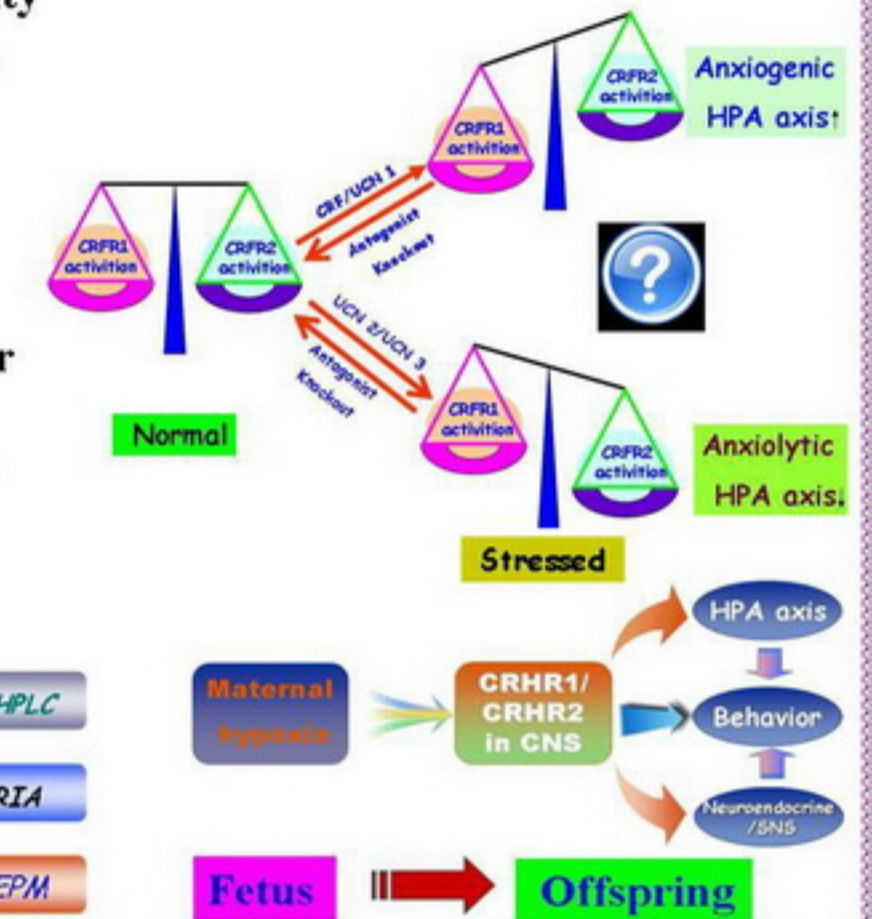 ity
CRFR2
activition
Anxiogenic
HPA axis↑
CRFR1
activition
CRF/UCN 1
Antagonist
Knockout
CRFR1
activition
CRFR2
activition
?
UCN 2/UCN 3
Antagonist
Knockout
r
Normal
CRFR1
activition
CRFR2
activition
Anxiolytic
HPA axis↓
Stressed
HPA axis
Maternal
hypoxia
CRHR1/
CRHR2
in CNS
HPLC
Behavior
RIA
Neuroendocrine
/SNS
EPM
Fetus
Offspring